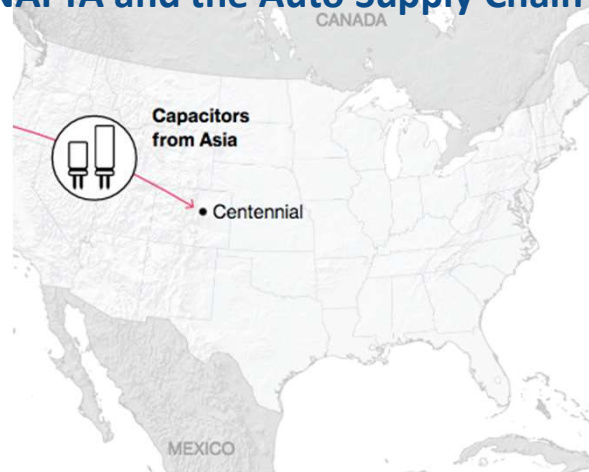 NAFTA and the Auto Supply Chain
CANADA
Capacitors
from Asia
Centennial
MEXICO